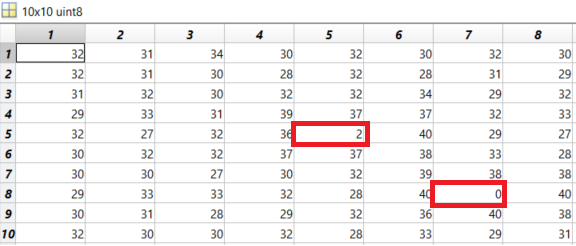 10x10 uint8
1 2 3 4 5 6 7 8
1 32 31 34 30 32 30 32 30
2 32 31 30 28 32 28 31 29
3 31 32 30 32 32 34 29 32
4 29 33 31 39 37 37 32 33
5 32 27 32 36 2 40 29 27
6 30 32 32 37 37 38 33 28
7 30 30 27 30 32 39 38 38
8 29 33 33 32 28 40 0 40
9 30 31 28 29 32 36 40 38
10 32 30 30 32 28 33 29 31